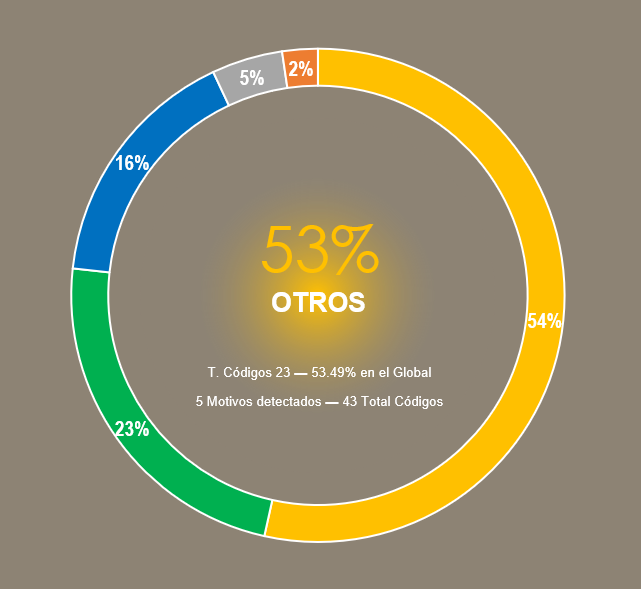 5%
2%
16%
53%
OTROS
54%
T. Códigos 23 — 53.49% en el Global
5 Motivos detectados — 43 Total Códigos
23%